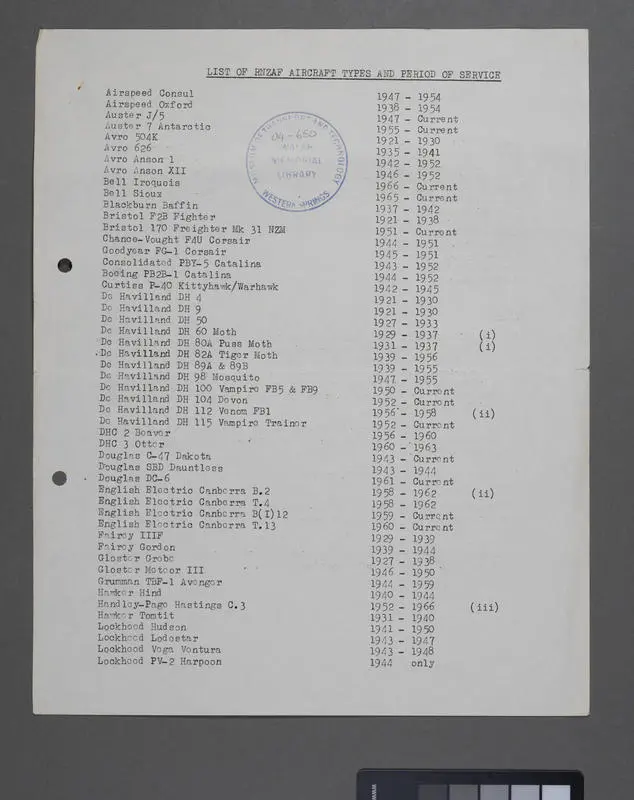 LIST OF RNZAF AIRCRAFT TYPES AND PERIOD OF SERVICE
Airspeed Consul 1947 - 1954
Airspeed Oxford 1938 - 1954
Auster J/5 1947 - Current
Auster 7 Antarctic 1955 - Current
Avro 504K 1921 - 1930
Avro 626 1935 - 1941
Avro Anson 1 1942 - 1952
Avro Anson XII 1946 - 1952
Bell Iroquois 1966 - Current
Bell Sioux 1965 - Current
Blackburn Baffin 1937 - 1942
Bristol F2B Fighter 1921 - 1938
Bristol 170 Freighter Mk 31 NZM 1951 - Current
Chance-Vought F4U Corsair 1944 - 1951
Goodyear FG-1 Corsair 1945 - 1951
Consolidated PBY-5 Catalina 1943 - 1952
Boeing PB2B-1 Catalina 1944 - 1952
Curtiss P-40 Kittyhawk/Warhawk 1942 - 1945
De Havilland DH 4 1921 - 1930
De Havilland DH 9 1921 - 1930
De Havilland DH 50 1927 - 1933
De Havilland DH 60 Moth 1929 - 1937 (i)
De Havilland DH 80A Puss Moth 1931 - 1937 (i)
De Havilland DH 82A Tiger Moth 1939 - 1956
De Havilland DH 89A & 89B 1939 - 1955
De Havilland DH 98 Mosquito 1947 - 1955
De Havilland DH 100 Vampire FB5 & FB9 1950 - Current
De Havilland DH 104 Devon 1952 - Current
De Havilland DH 112 Venom FB1 1956 - 1958 (ii)
De Havilland DH 115 Vampire Trainer 1952 - Current
DHC 2 Beaver 1956 - 1960
DHC 3 Otter 1960 - 1963
Douglas C-47 Dakota 1943 - Current
Douglas SBD Dauntless 1943 - 1944
Douglas DC-6 1961 - Current
English Electric Canberra B.2 1958 - 1962 (ii)
English Electric Canberra T.4 1958 - 1962
English Electric Canberra B(I)12 1959 - Current
English Electric Canberra T.13 1960 - Current
Fairey IIIF 1929 - 1939
Fairey Gordon 1939 - 1944
Gloster Grebe 1927 - 1938
Gloster Meteor III 1946 - 1950
Grumman TBF-1 Avenger 1944 - 1959
Hawker Hind 1940 - 1944
Handley-Page Hastings C.3 1952 - 1966 (iii)
Hawker Tomtit 1931 - 1940
Lockheed Hudson 1941 - 1950
Lockheed Lodestar 1943 - 1947
Lockheed Vega Ventura 1943 - 1948
Lockheed PV-2 Harpoon 1944 only
MUSEUM OF TRANSPORT AND TECHNOLOGY
04-650
WALSH
MEMORIAL
LIBRARY
WESTERN SPRINGS